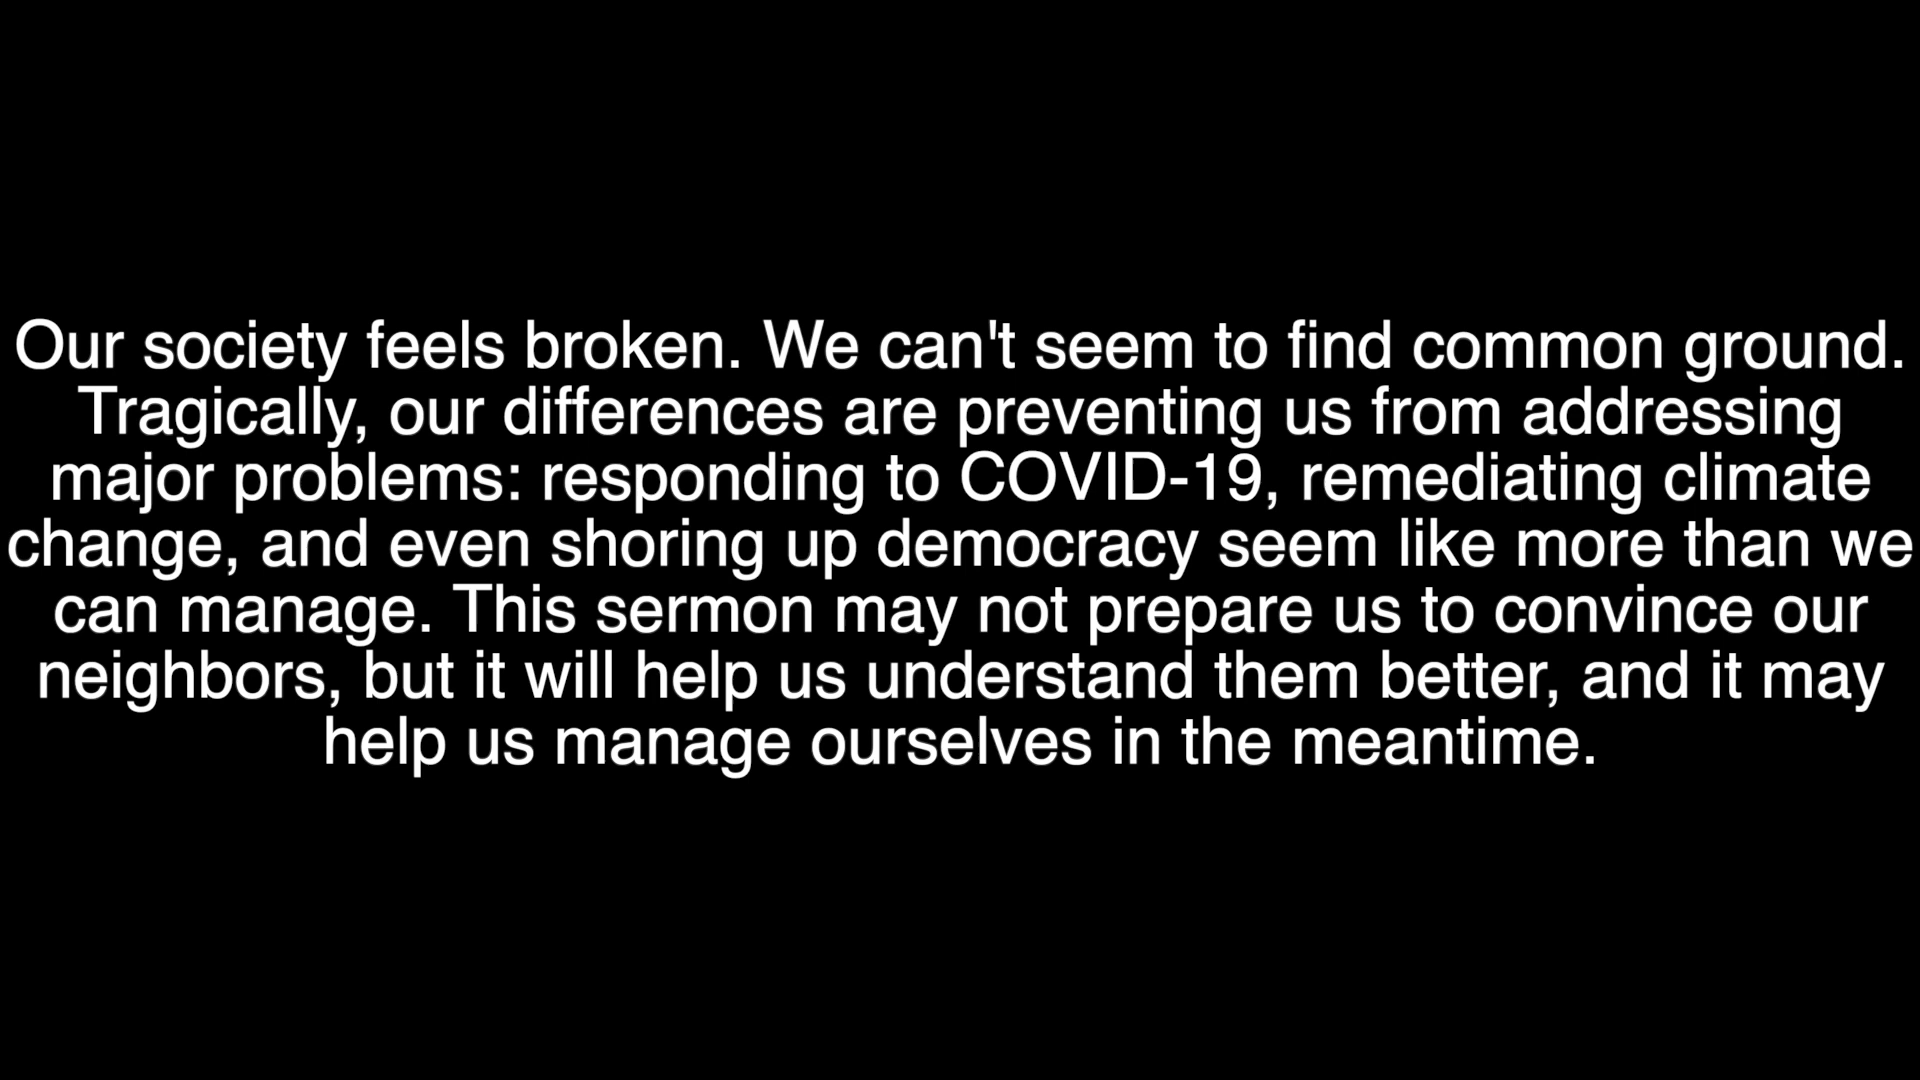 Our society feels broken. We can't seem to find common ground.
Tragically, our differences are preventing us from addressing
major problems: responding to COVID-19, remediating climate
change, and even shoring up democracy seem like more than we
can manage. This sermon may not prepare us to convince our
neighbors, but it will help us understand them better, and it may
help us manage ourselves in the meantime.